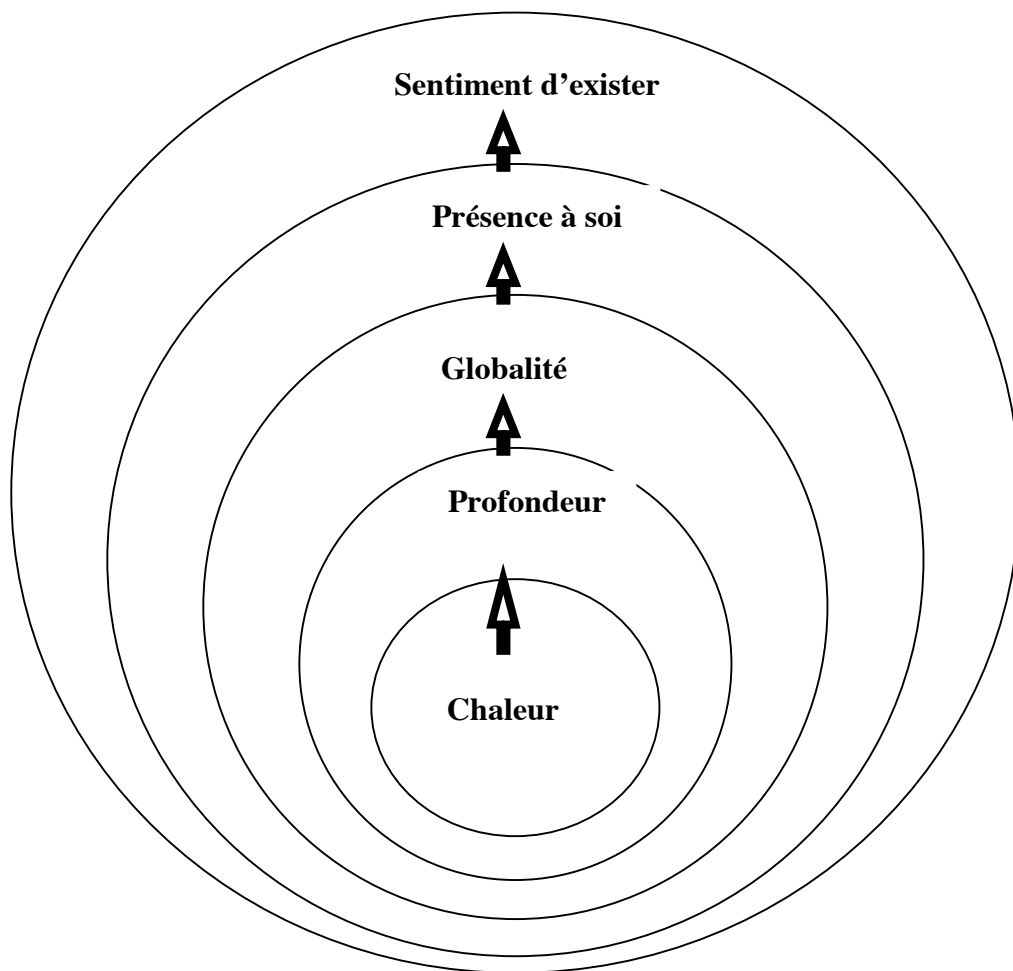 Sentiment d’exister
Présence à soi
Globalité
Profondeur
Chaleur